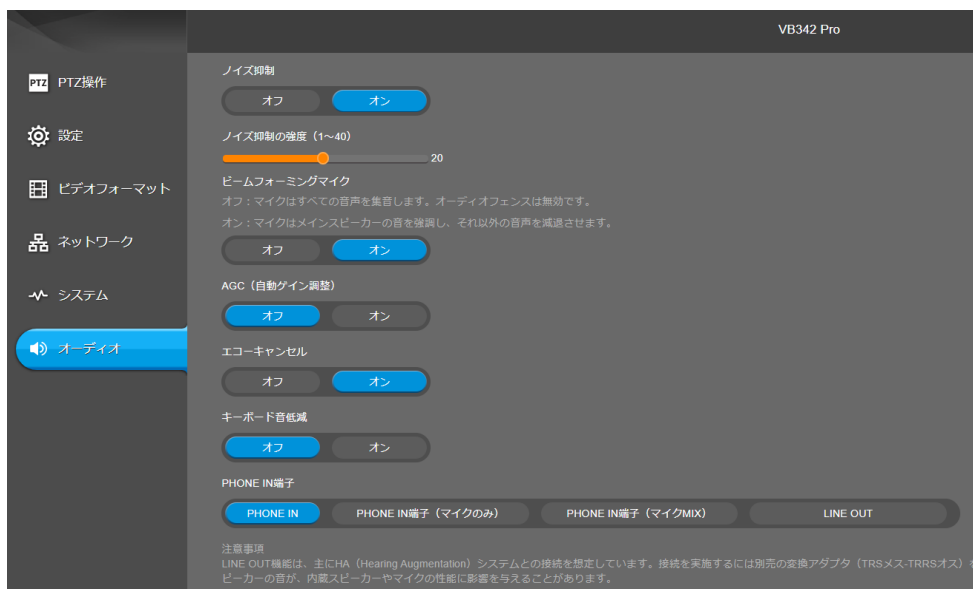 VB342 Pro
PTZ PTZ操作
設定
ビデオフォーマット
ネットワーク
システム
オーディオ
ノイズ抑制
オフ オン
ノイズ抑制の強度（1～40）
20
ビームフォーミングマイク
オフ：マイクはすべての音声を集音します。オーディオフェンスは無効です。
オン：マイクはメインスピーカーの音を強調し、それ以外の音声を減退させます。
オフ オン
AGC（自動ゲイン調整）
オフ オン
エコーキャンセル
オフ オン
キーボード音低減
オフ オン
PHONE IN端子
PHONE IN PHONE IN端子（マイクのみ） PHONE IN端子（マイクMIX） LINE OUT
注意事項
LINE OUT機能は、主にHA（Hearing Augmentation）システムとの接続を想定しています。接続を実施するには別売の変換アダプタ（TRSメス-TRRSオス）
ピーカーの音が、内蔵スピーカーやマイクの性能に影響を与えることがあります。